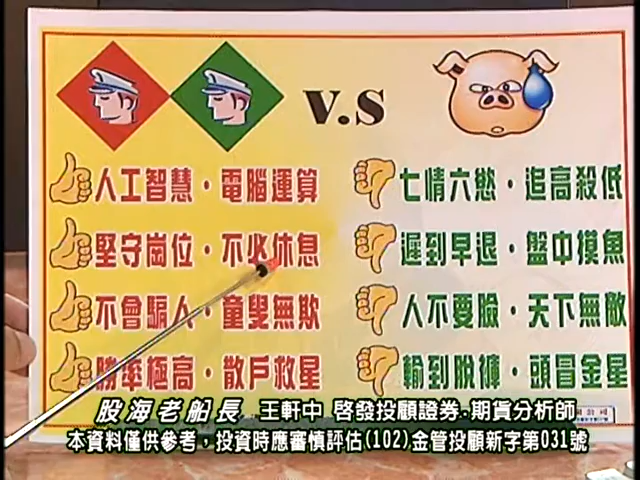 V.S
人工智慧・電腦運算
七情六慾・追高殺低
堅守崗位・不必休息
遲到早退・盤中摸魚
不會騙人・童叟無欺
人不要臉・天下無敵
勝率極高・散戶救星
輸到脫褲・頭冒金星
股海老船長 王軒中 啓發投顧證券.期貨分析師
本資料僅供參考，投資時應審慎評估(102)金管投顧新字第031號